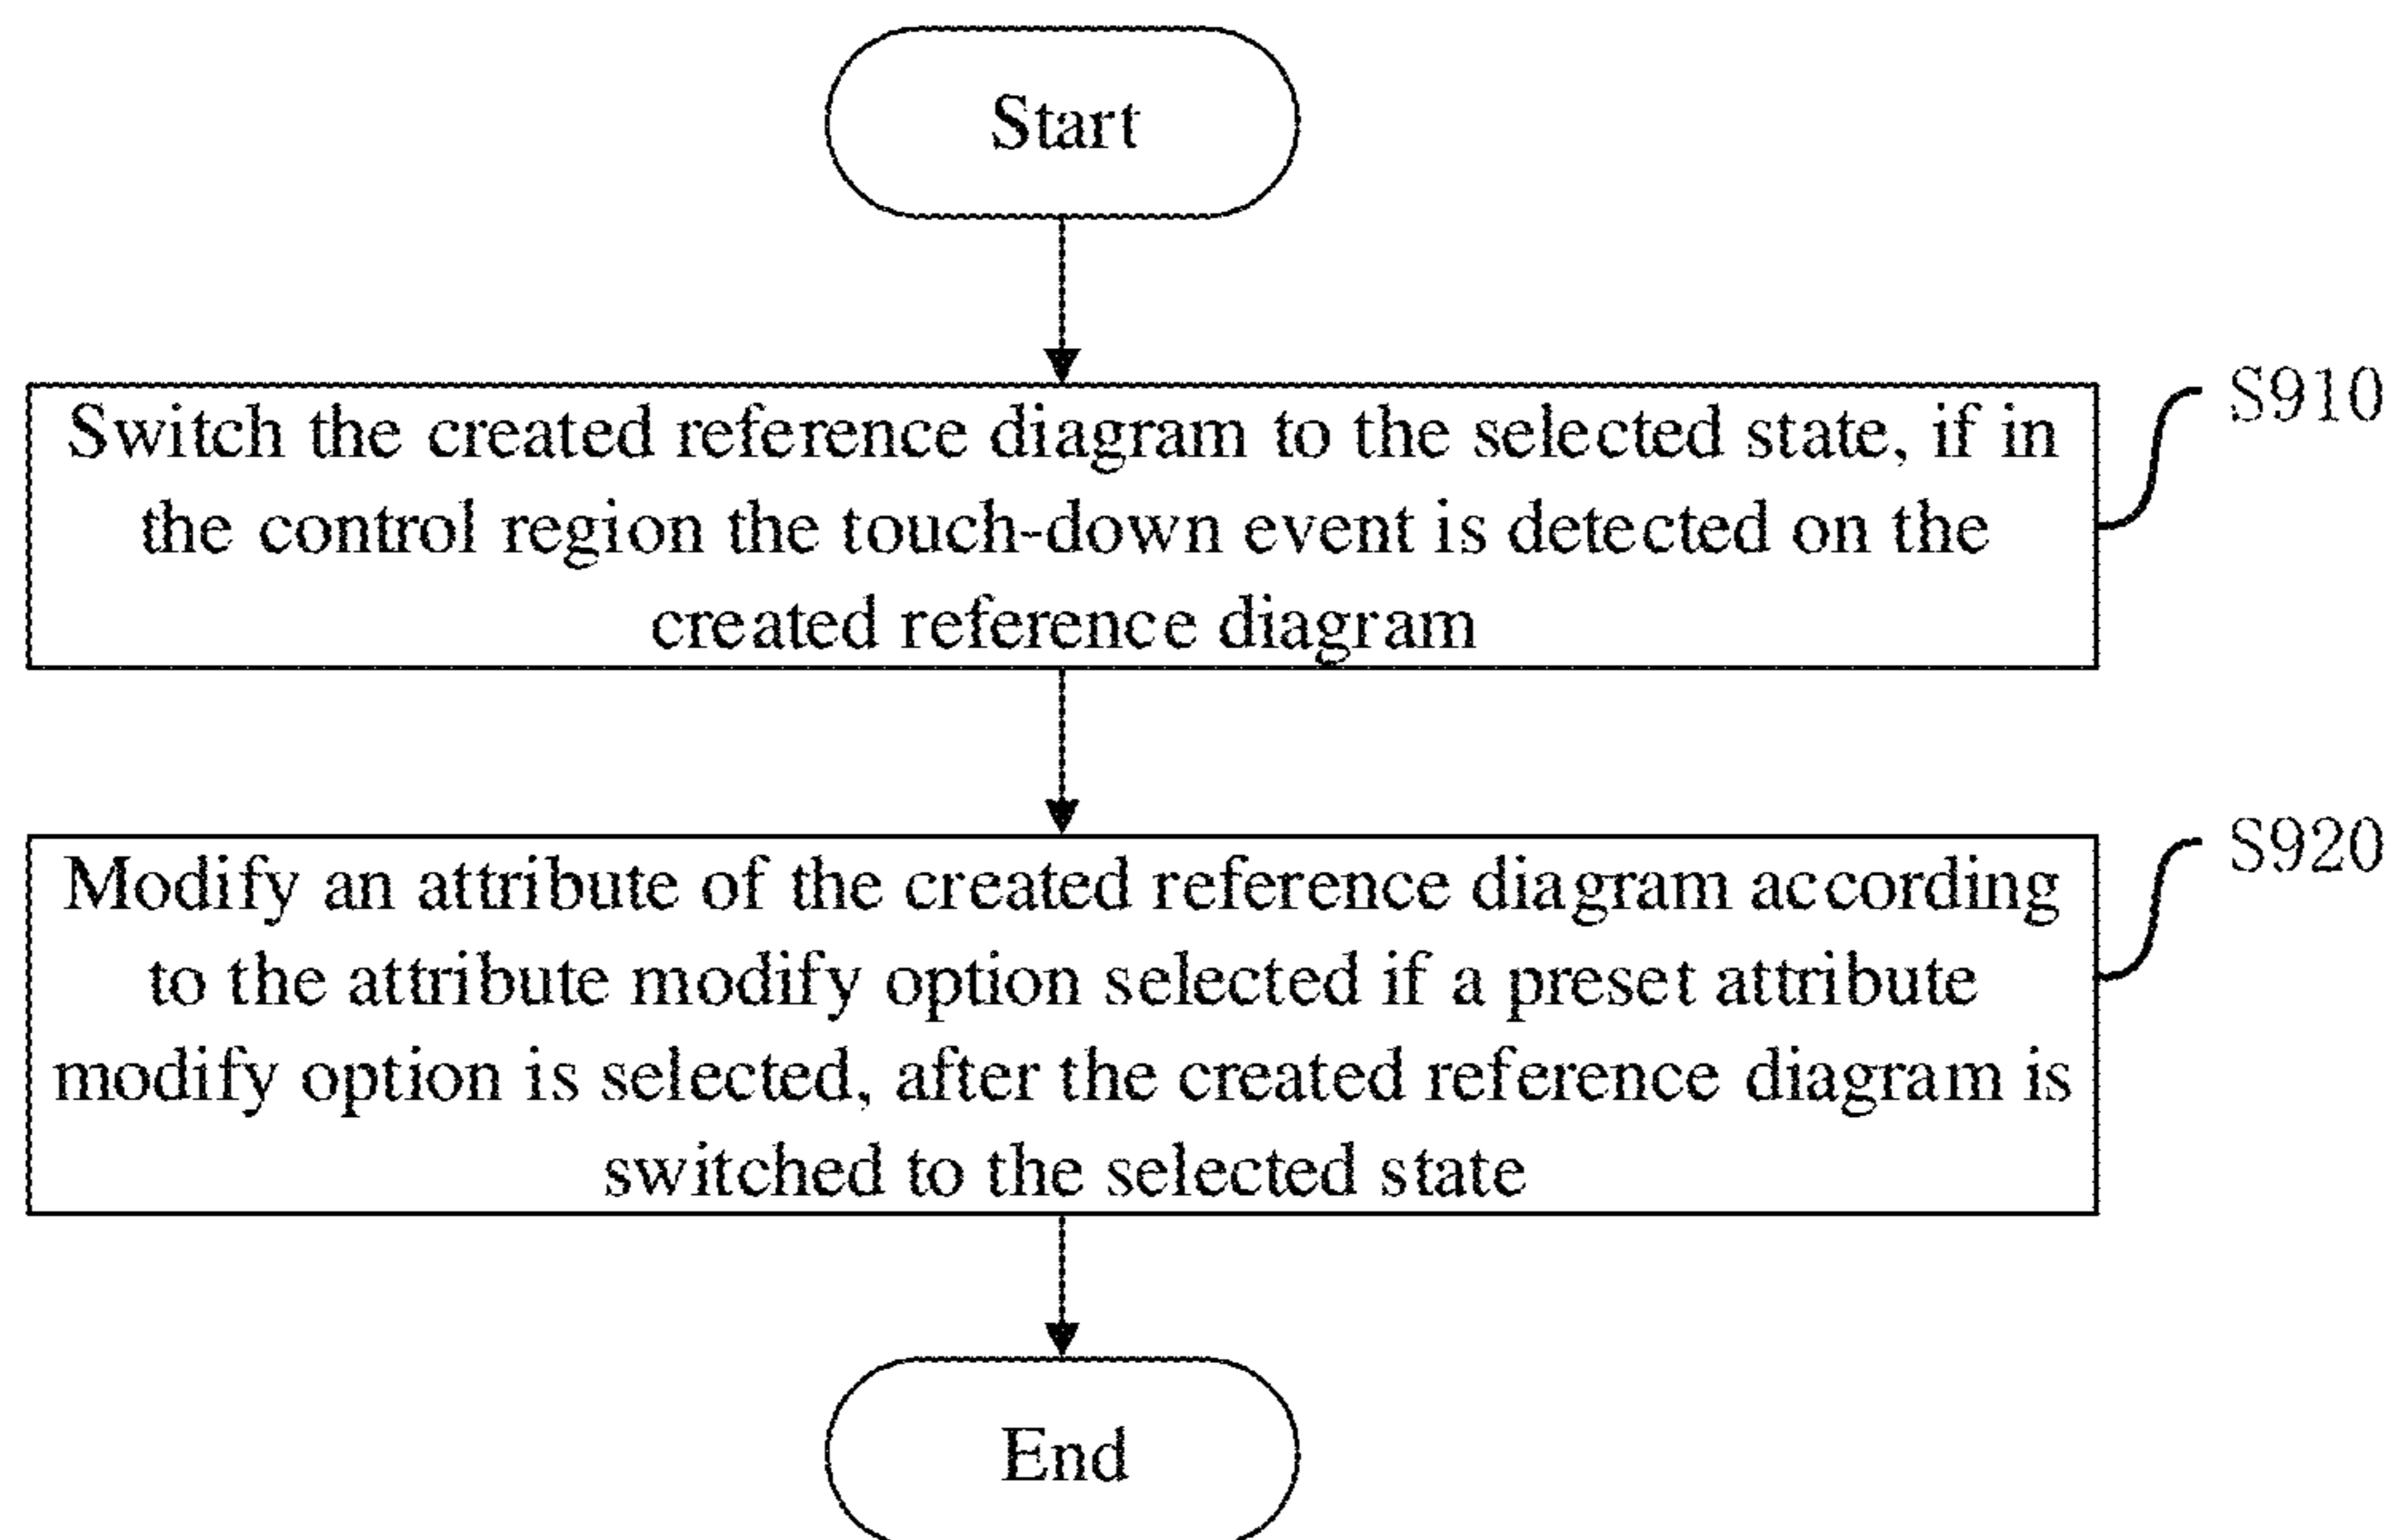 Start
Switch the created reference diagram to the selected state, if in
the control region the touch-down event is detected on the
created reference diagram
S910
Modify an attribute of the created reference diagram according
to the attribute modify option selected if a preset attribute
modify option is selected, after the created reference diagram is
switched to the selected state
S920
End